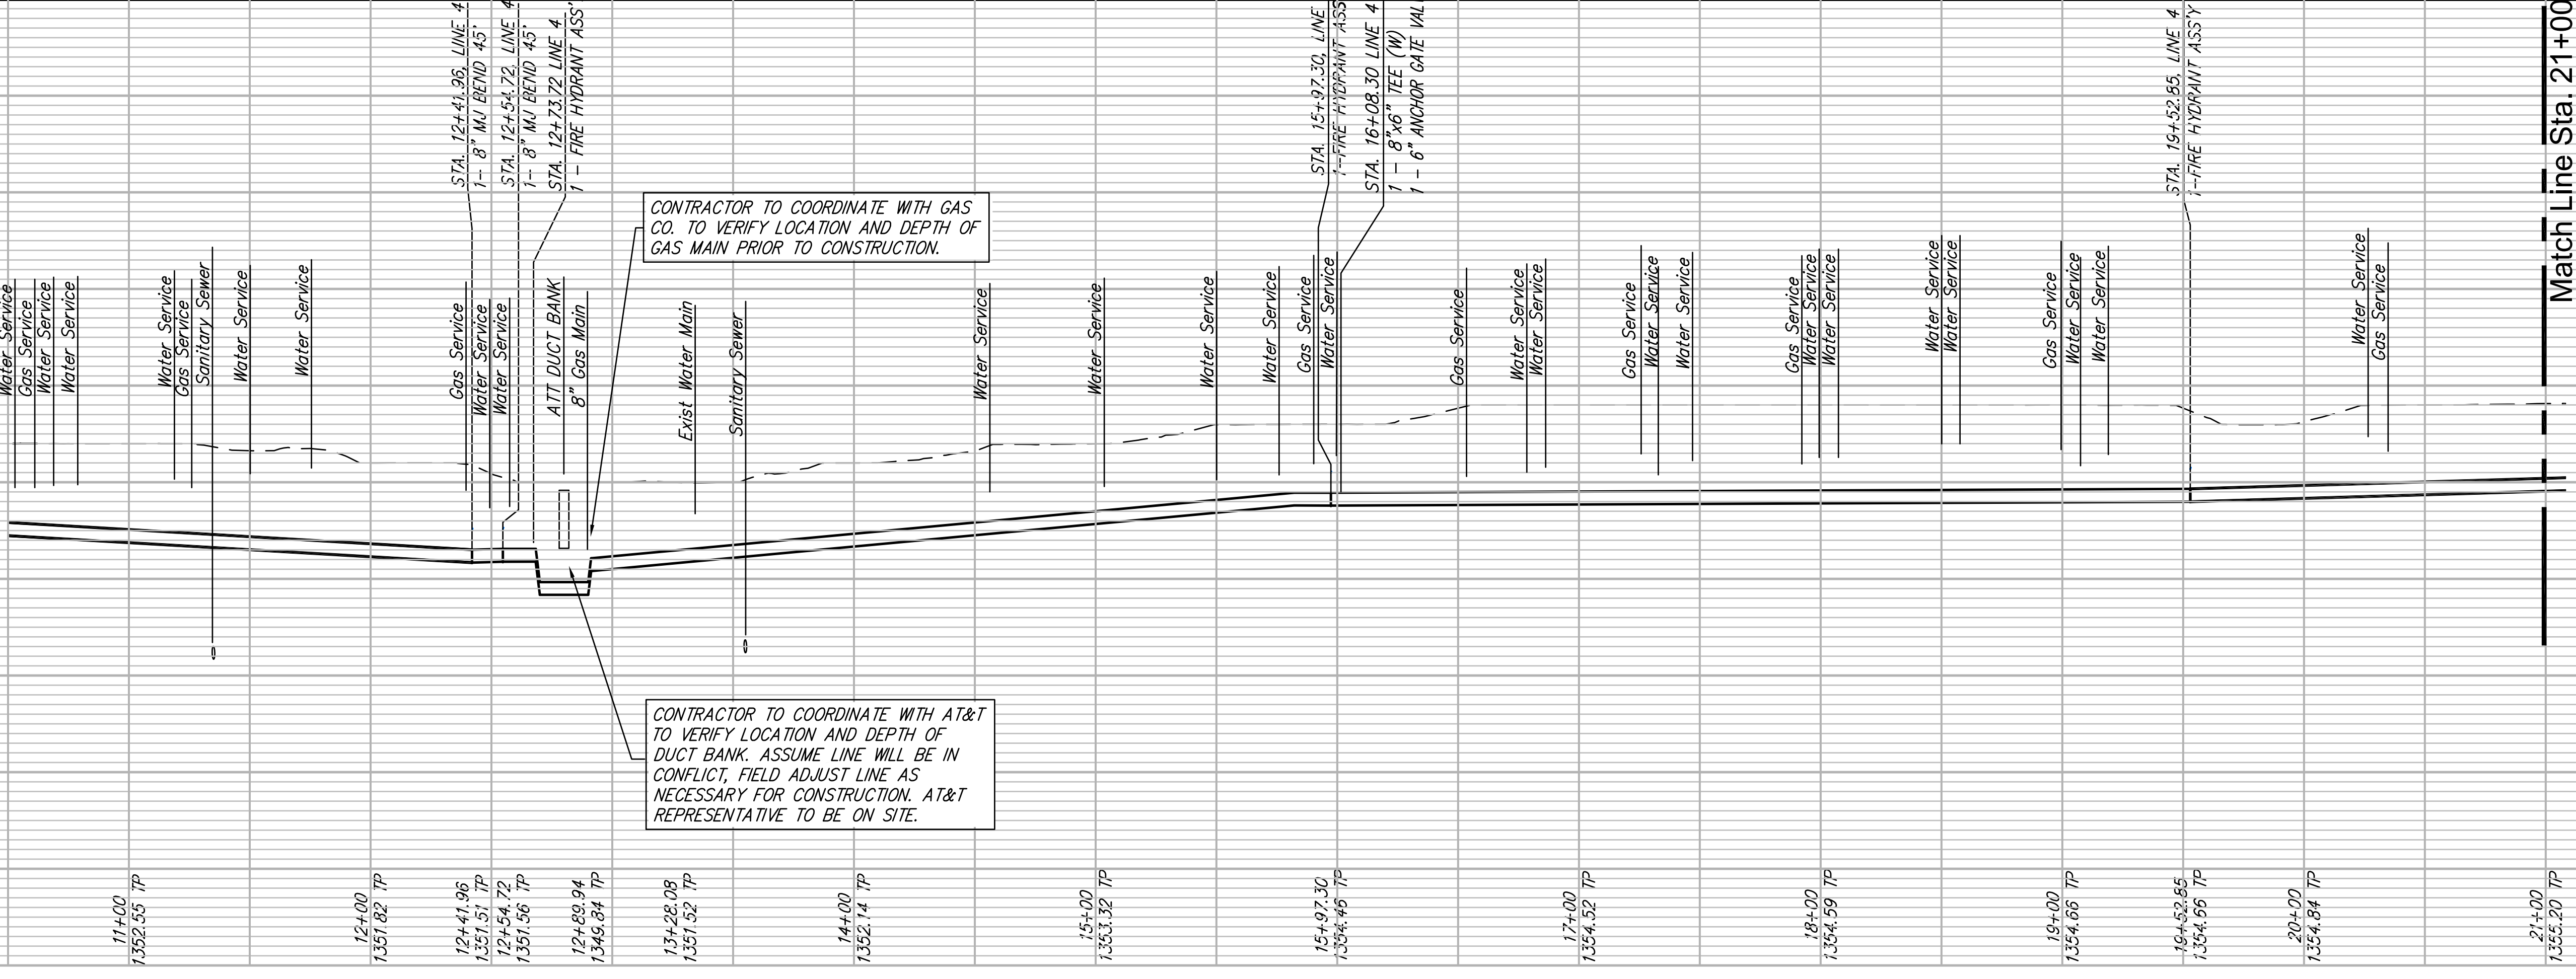 STA. 12+41.96, LINE 4
1-- 8" MJ BEND 45°
STA. 12+54.72, LINE 4
1-- 8" MJ BEND 45°
STA. 12+73.72 LINE 4
1 - FIRE HYDRANT ASS'
STA. 15+97.30, LINE
1--FIRE HYDRANT ASS
STA. 16+08.30 LINE 4
1 - 8"x6" TEE (W)
1 - 6" ANCHOR GATE VAL
STA. 19+52.85, LINE 4
1--FIRE HYDRANT ASS'Y
Match Line Sta. 21+00
CONTRACTOR TO COORDINATE WITH GAS
CO. TO VERIFY LOCATION AND DEPTH OF
GAS MAIN PRIOR TO CONSTRUCTION.
Water Service
Gas Service
Water Service
Water Service
Water Service
Gas Service
Sanitary Sewer
Water Service
Water Service
Gas Service
Water Service
Water Service
ATT DUCT BANK
8" Gas Main
Exist Water Main
Sanitary Sewer
Water Service
Water Service
Water Service
Water Service
Gas Service
Water Service
Gas Service
Water Service
Water Service
Gas Service
Water Service
Water Service
Gas Service
Water Service
Water Service
Water Service
Water Service
Gas Service
Water Service
Water Service
Water Service
Gas Service
CONTRACTOR TO COORDINATE WITH AT&T
TO VERIFY LOCATION AND DEPTH OF
DUCT BANK. ASSUME LINE WILL BE IN
CONFLICT, FIELD ADJUST LINE AS
NECESSARY FOR CONSTRUCTION. AT&T
REPRESENTATIVE TO BE ON SITE.
11+00
1352.55 TP
12+00
1351.82 TP
12+41.96
1351.51 TP
12+54.72
1351.56 TP
12+89.94
1349.84 TP
13+28.08
1351.52 TP
14+00
1352.14 TP
15+00
1353.32 TP
15+97.30
1354.46 TP
17+00
1354.52 TP
18+00
1354.59 TP
19+00
1354.66 TP
19+52.85
1354.66 TP
20+00
1354.84 TP
21+00
1355.20 TP